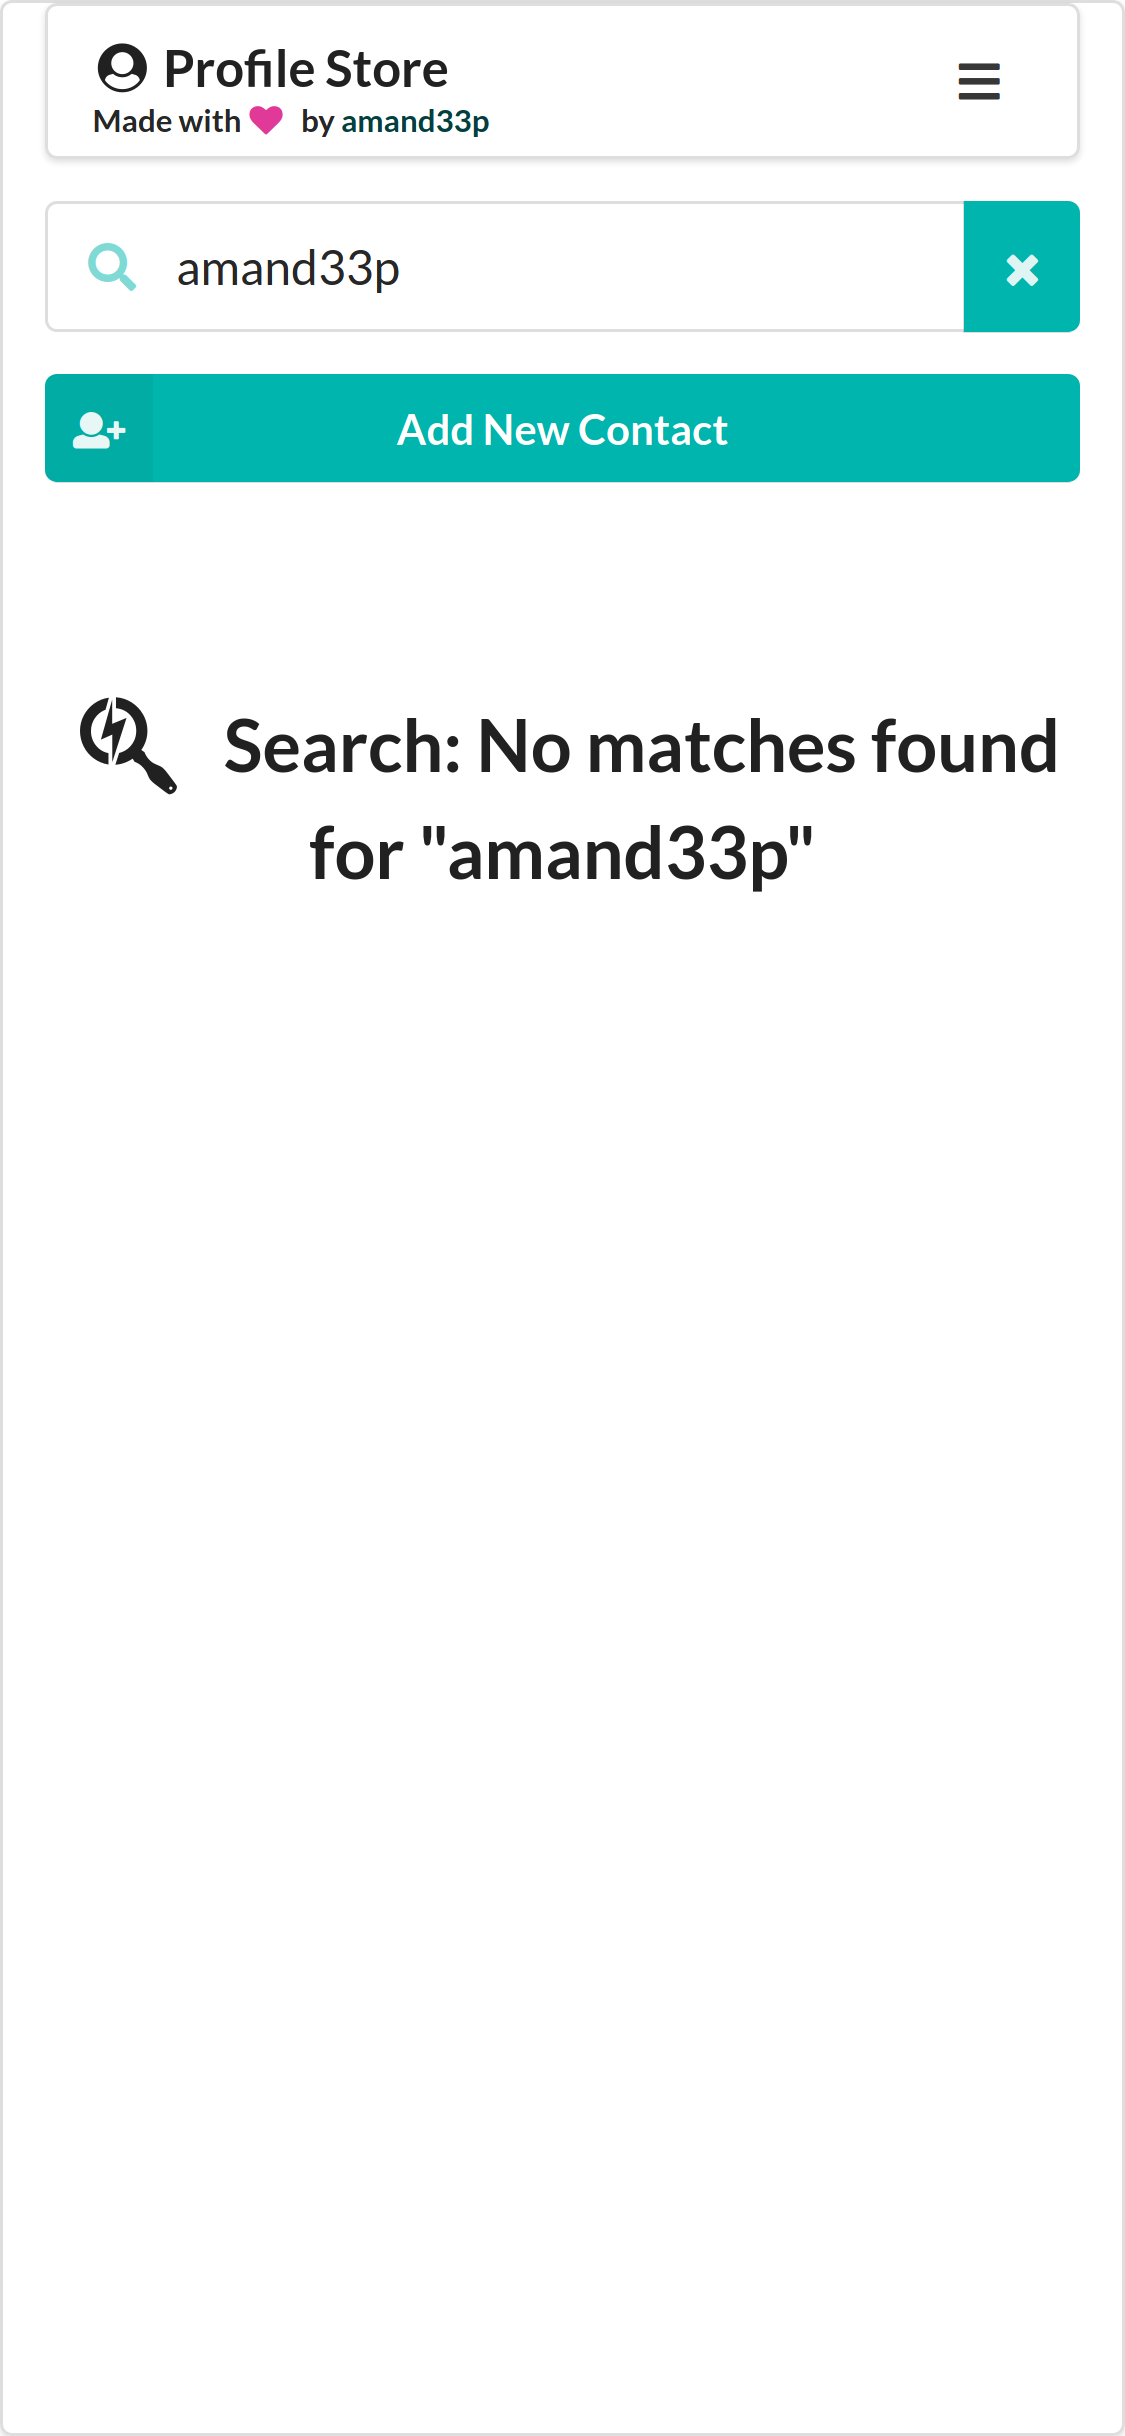 Profile Store
Made with by amand33p
amand33p
Add New Contact
Search: No matches found
for "amand33p"